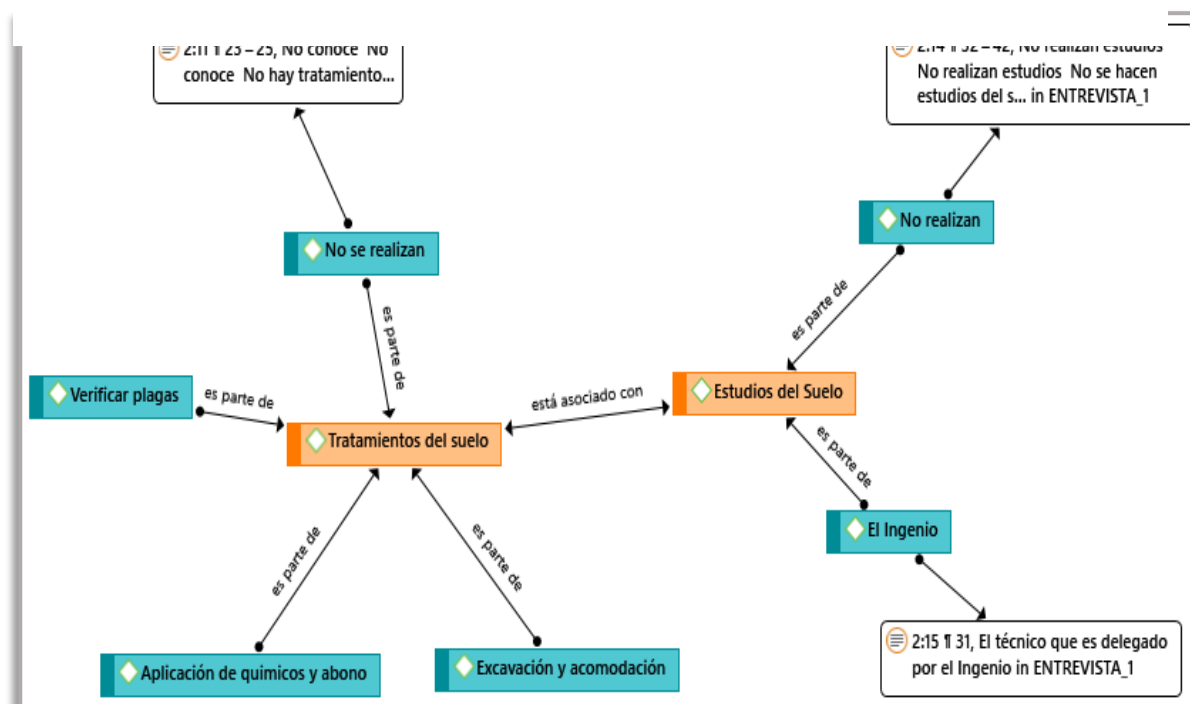 2:11 ¶ 23 – 25, No conoce No
conoce No hay tratamiento...
2:14 ¶ 32 – 42, No realizan estudios
No realizan estudios No se hacen
estudios del s... in ENTREVISTA_1
No realizan
No se realizan
es parte de
es parte de
Verificar plagas
es parte de
está asociado con
Estudios del Suelo
Tratamientos del suelo
es parte de
El Ingenio
es parte de
es parte de
2:15 ¶ 31, El técnico que es delegado
por el Ingenio in ENTREVISTA_1
Aplicación de quimicos y abono
Excavación y acomodación